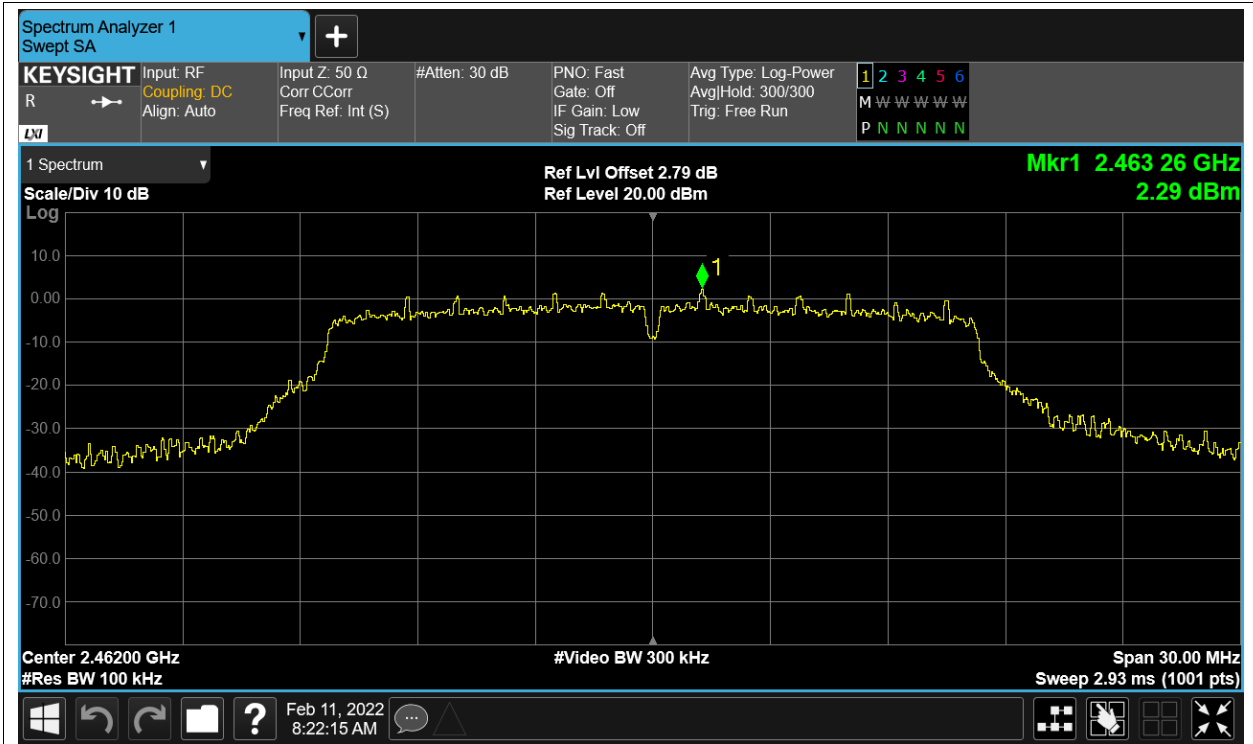 Spectrum Analyzer 1
Swept SA
KEYSIGHT
R
LXI
Input: RF
Coupling: DC
Align: Auto
Input Z: 50 Ω
Corr CCorr
Freq Ref: Int (S)
#Atten: 30 dB
PNO: Fast
Gate: Off
IF Gain: Low
Sig Track: Off
Avg Type: Log-Power
Avg|Hold: 300/300
Trig: Free Run
1 2 3 4 5 6
M W W W W W
P N N N N N
1 Spectrum
Scale/Div 10 dB
Log
Ref Lvl Offset 2.79 dB
Ref Level 20.00 dBm
Mkr1 2.463 26 GHz
2.29 dBm
1
10.0
0.00
-10.0
-20.0
-30.0
-40.0
-50.0
-60.0
-70.0
Center 2.46200 GHz
#Res BW 100 kHz
#Video BW 300 kHz
Span 30.00 MHz
Sweep 2.93 ms (1001 pts)
?
Feb 11, 2022
8:22:15 AM